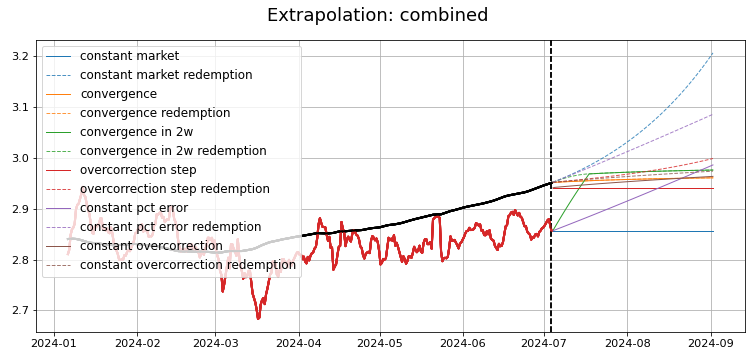 Extrapolation: combined
3.2
3.1
3.0
2.9
2.8
2.7
constant market
constant market redemption
convergence
convergence redemption
convergence in 2w
convergence in 2w redemption
overcorrection step
overcorrection step redemption
constant pct error
constant pct error redemption
constant overcorrection
constant overcorrection redemption
2024-01 2024-02 2024-03 2024-04 2024-05 2024-06 2024-07 2024-08 2024-09